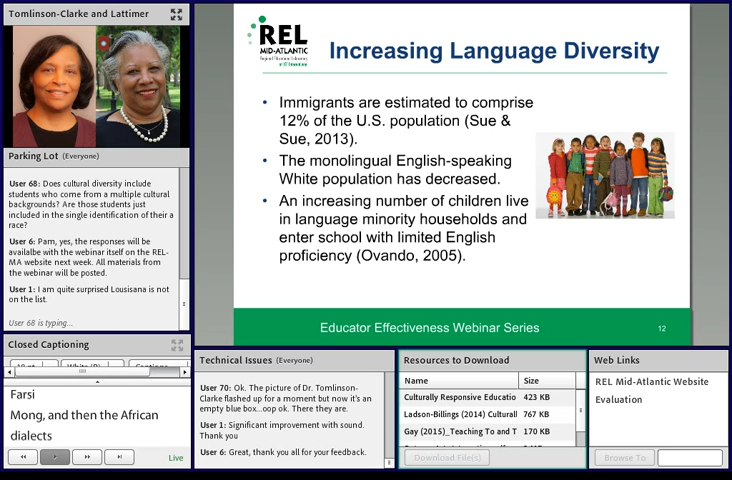 Tomlinson-Clarke and Lattimer
Parking Lot (Everyone)
User 68: Does cultural diversity include
students who come from a multiple cultural
backgrounds? Are those students just
included in the single identification of their a
race?
User 6: Pam, yes, the responses will be
availalbe with the webinar itself on the REL-
MA website next week. All materials from
the webinar will be posted.
User 1: I am quite surprised Lousisana is not
on the list.
User 68 is typing...
Closed Captioning
Farsi
Mong, and then the African
dialects
Live
REL
MID-ATLANTIC
Increasing Language Diversity
• Immigrants are estimated to comprise
12% of the U.S. population (Sue &
Sue, 2013).
• The monolingual English-speaking
White population has decreased.
• An increasing number of children live
in language minority households and
enter school with limited English
proficiency (Ovando, 2005).
Educator Effectiveness Webinar Series
12
Technical Issues (Everyone)
User 70: Ok. The picture of Dr. Tomlinson-
Clarke flashed up for a moment but now it's an
empty blue box...oop ok. There they are.
User 1: Significant improvement with sound.
Thank you
User 6: Great, thank you all for your feedback.
Resources to Download
Name Size
Culturally Responsive Educatio 423 KB
Ladson-Billings (2014) Culturall 767 KB
Gay (2015)_Teaching To and T 170 KB
Download File(s)
Web Links
REL Mid-Atlantic Website
Evaluation
Browse To